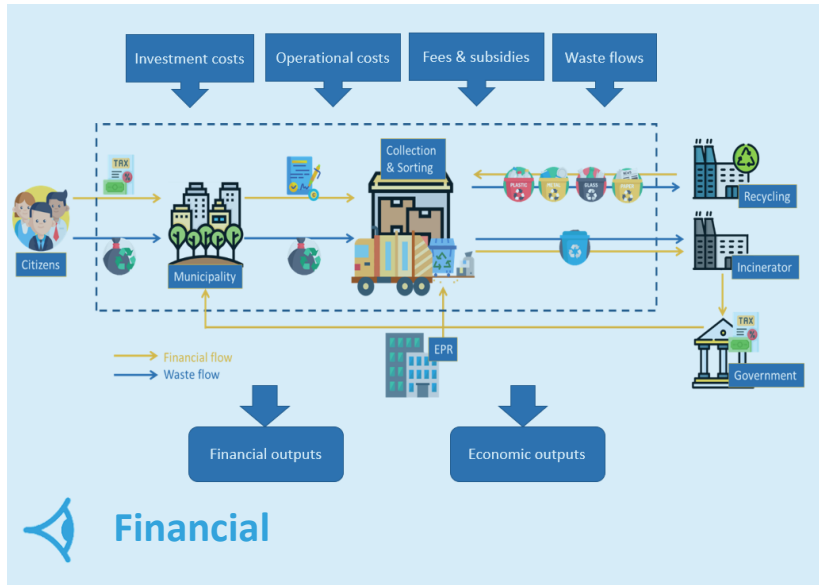 Investment costs
Operational costs
Fees & subsidies
Waste flows
Collection
& Sorting
TAX
PLASTIC
METAL
GLASS
Recycling
Citizens
Municipality
Incinerator
TAX
EPR
Government
Financial flow
Waste flow
Financial outputs
Economic outputs
Financial